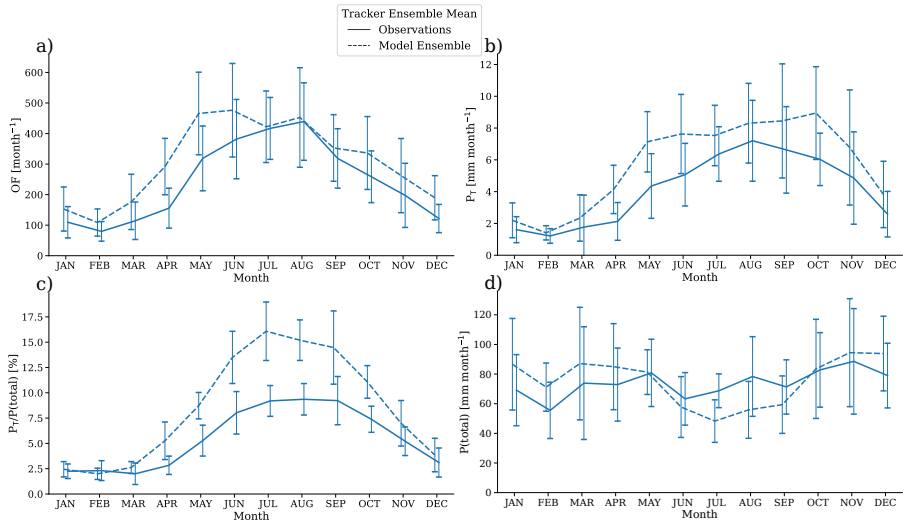 Tracker Ensemble Mean
Observations
Model Ensemble
a)
600
500
400
300
200
100
0
OF [month⁻¹]
JAN FEB MAR APR MAY JUN JUL AUG SEP OCT NOV DEC
Month
b)
12
10
8
6
4
2
0
P_T [mm month⁻¹]
JAN FEB MAR APR MAY JUN JUL AUG SEP OCT NOV DEC
Month
c)
17.5
15.0
12.5
10.0
7.5
5.0
2.5
0.0
P_T/P(total) [%]
JAN FEB MAR APR MAY JUN JUL AUG SEP OCT NOV DEC
Month
d)
120
100
80
60
40
20
0
P(total) [mm month⁻¹]
JAN FEB MAR APR MAY JUN JUL AUG SEP OCT NOV DEC
Month